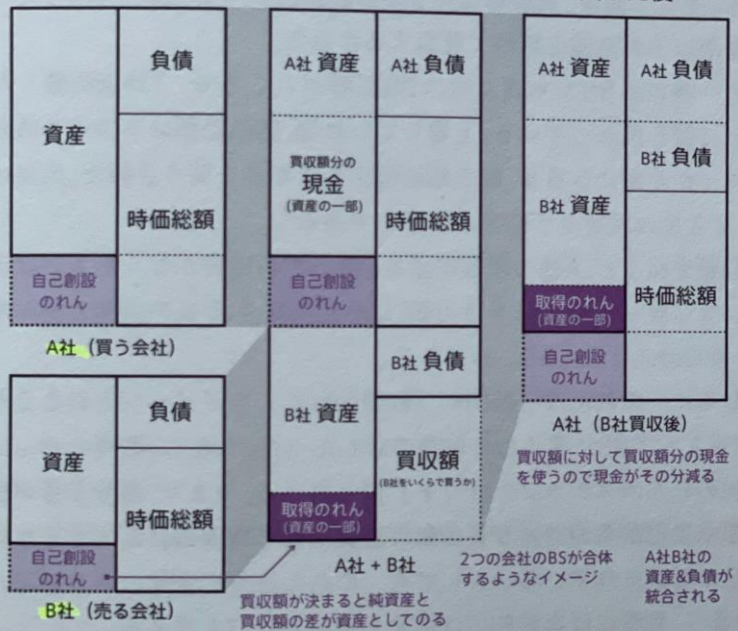 資産
負債
時価総額
自己創設
のれん
A社 (買う会社)
資産
負債
時価総額
自己創設
のれん
B社 (売る会社)
A社 資産
A社 負債
買収額分の
現金
(資産の一部)
時価総額
自己創設
のれん
B社 資産
B社 負債
買収額
(B社をいくらで買うか)
取得のれん
(資産の一部)
A社 + B社
買収額が決まると純資産と
買収額の差が資産としてのる
2つの会社のBSが合体
するようなイメージ
A社 資産
A社 負債
B社 負債
B社 資産
時価総額
取得のれん
(資産の一部)
自己創設
のれん
A社 (B社買収後)
買収額に対して買収額分の現金
を使うので現金がその分減る
A社B社の
資産&負債が
統合される